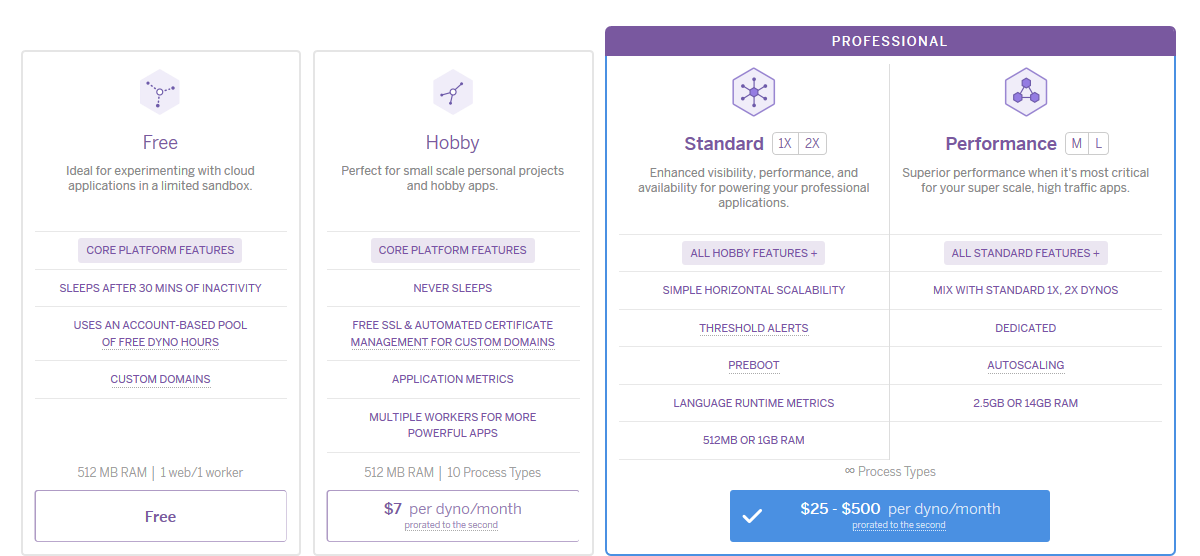 PROFESSIONAL
Free
Ideal for experimenting with cloud
applications in a limited sandbox.
CORE PLATFORM FEATURES
SLEEPS AFTER 30 MINS OF INACTIVITY
USES AN ACCOUNT-BASED POOL
OF FREE DYNO HOURS
CUSTOM DOMAINS
512 MB RAM | 1 web/1 worker
Free
Hobby
Perfect for small scale personal projects
and hobby apps.
CORE PLATFORM FEATURES
NEVER SLEEPS
FREE SSL & AUTOMATED CERTIFICATE
MANAGEMENT FOR CUSTOM DOMAINS
APPLICATION METRICS
MULTIPLE WORKERS FOR MORE
POWERFUL APPS
512 MB RAM | 10 Process Types
$7 per dyno/month
prorated to the second
Standard 1X 2X
Enhanced visibility, performance, and
availability for powering your professional
applications.
ALL HOBBY FEATURES +
SIMPLE HORIZONTAL SCALABILITY
THRESHOLD ALERTS
PREBOOT
LANGUAGE RUNTIME METRICS
512MB OR 1GB RAM
Performance M L
Superior performance when it's most critical
for your super scale, high traffic apps.
ALL STANDARD FEATURES +
MIX WITH STANDARD 1X, 2X DYNOS
DEDICATED
AUTOSCALING
2.5GB OR 14GB RAM
∞ Process Types
$25 - $500 per dyno/month
prorated to the second